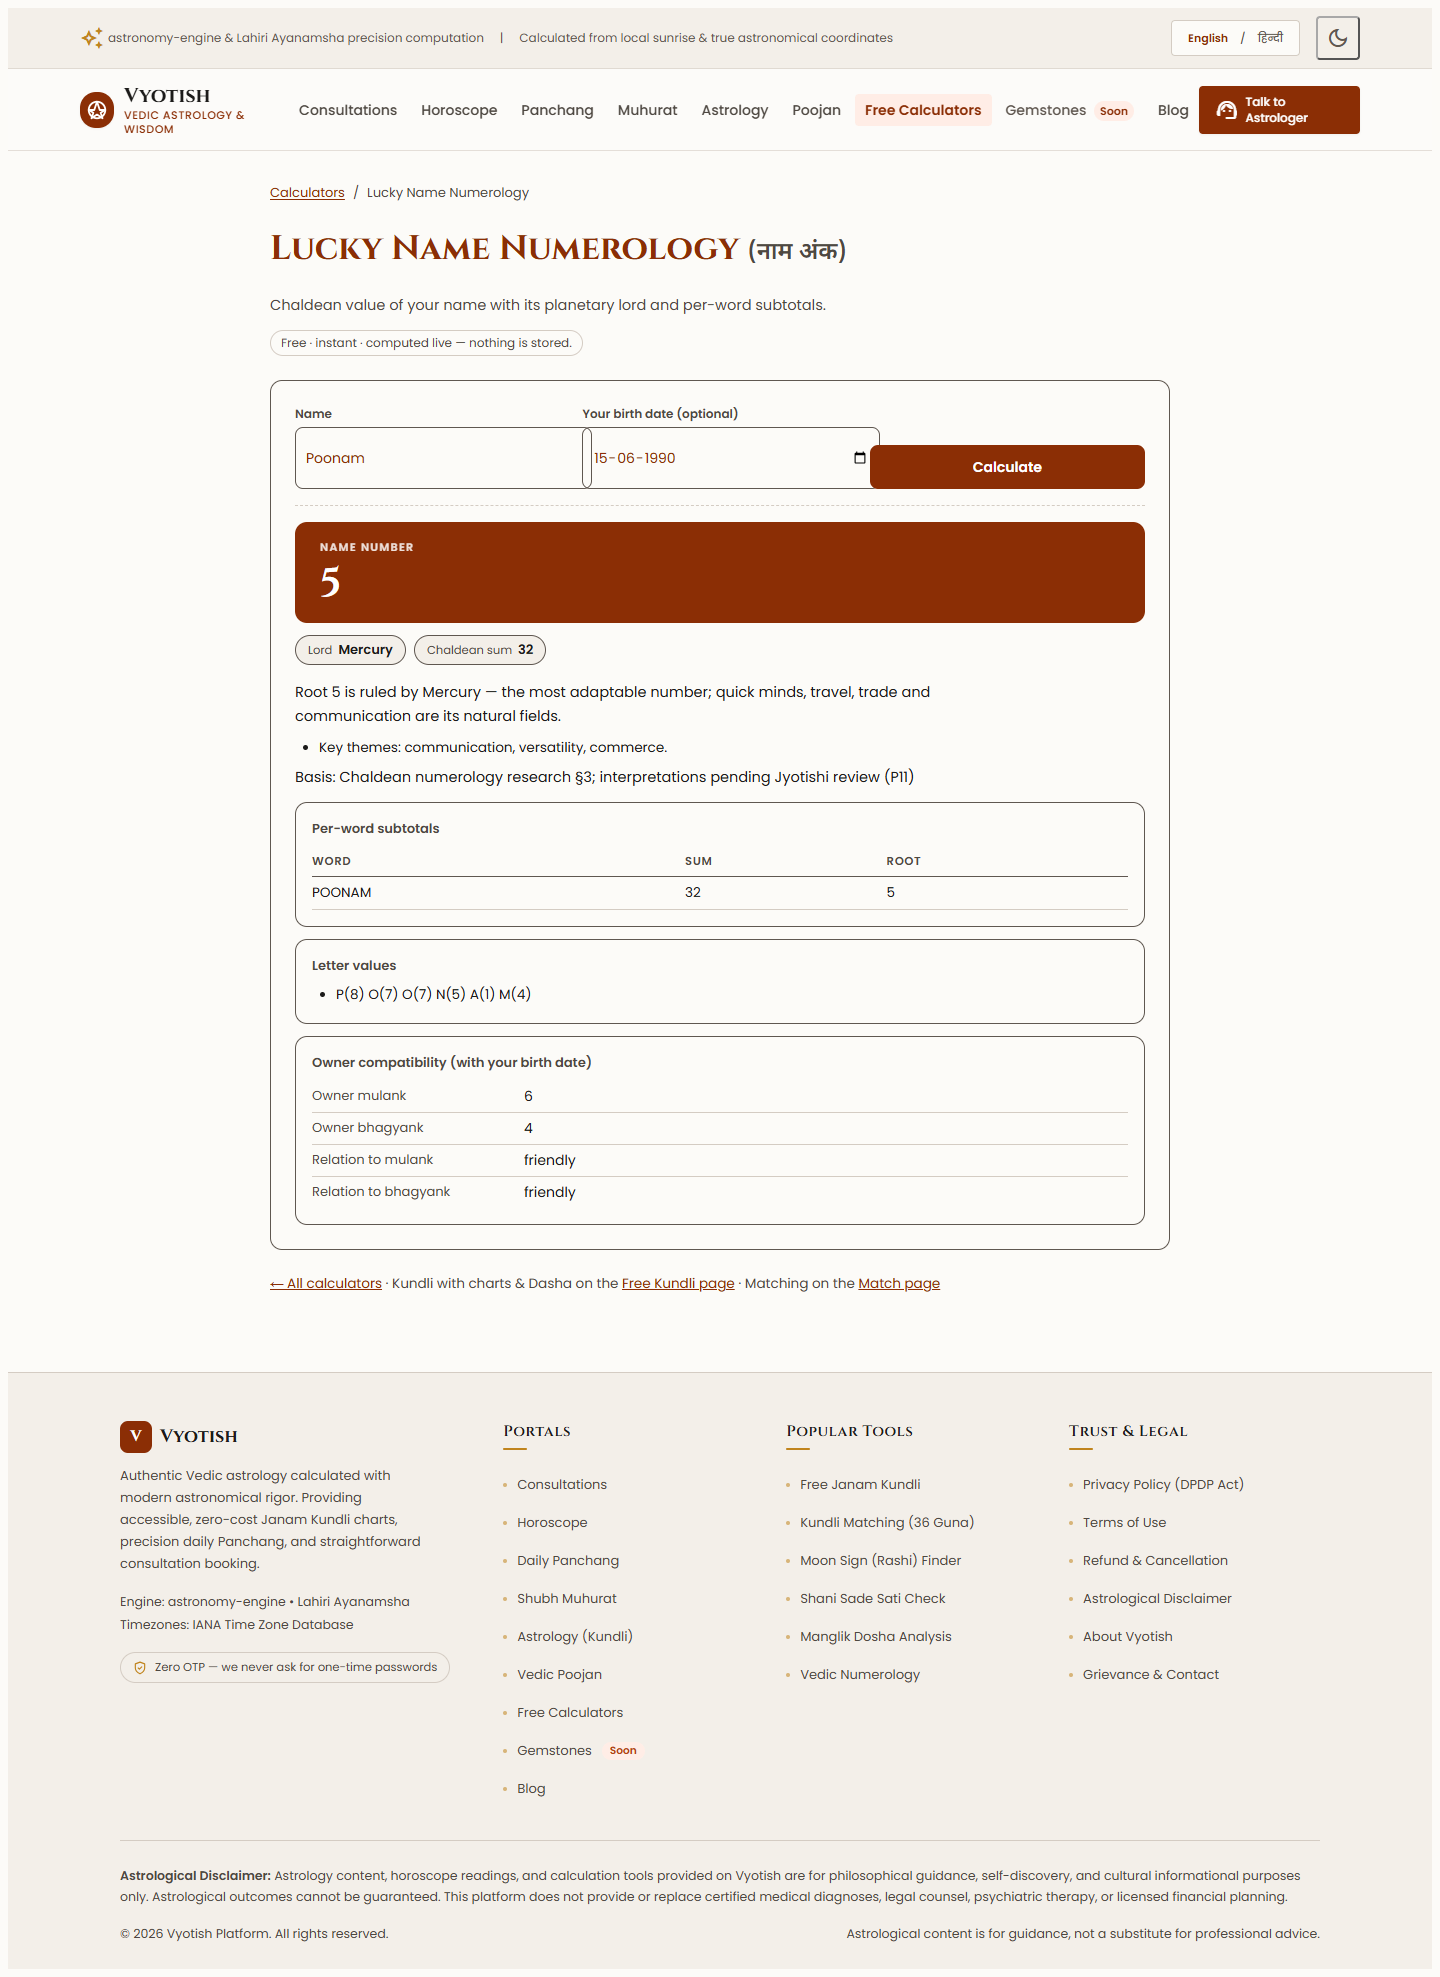 astronomy-engine & Lahiri Ayanamsha precision computation | Calculated from local sunrise & true astronomical coordinates
English / हिन्दी
Vyotish
VEDIC ASTROLOGY &
WISDOM
Consultations Horoscope Panchang Muhurat Astrology Poojan Free Calculators Gemstones Soon Blog
Talk to
Astrologer
Calculators / Lucky Name Numerology
Lucky Name Numerology (नाम अंक)
Chaldean value of your name with its planetary lord and per-word subtotals.
Free · instant · computed live — nothing is stored.
Name Your birth date (optional)
Poonam 15-06-1990
Calculate
NAME NUMBER
5
Lord Mercury Chaldean sum 32
Root 5 is ruled by Mercury — the most adaptable number; quick minds, travel, trade and
communication are its natural fields.
• Key themes: communication, versatility, commerce.
Basis: Chaldean numerology research §3; interpretations pending Jyotishi review (P11)
Per-word subtotals
WORD SUM ROOT
POONAM 32 5
Letter values
• P(8) O(7) O(7) N(5) A(1) M(4)
Owner compatibility (with your birth date)
Owner mulank 6
Owner bhagyank 4
Relation to mulank friendly
Relation to bhagyank friendly
← All calculators · Kundli with charts & Dasha on the Free Kundli page · Matching on the Match page
V Vyotish
Authentic Vedic astrology calculated with
modern astronomical rigor. Providing
accessible, zero-cost Janam Kundli charts,
precision daily Panchang, and straightforward
consultation booking.
Engine: astronomy-engine • Lahiri Ayanamsha
Timezones: IANA Time Zone Database
Zero OTP — we never ask for one-time passwords
Portals
Consultations
Horoscope
Daily Panchang
Shubh Muhurat
Astrology (Kundli)
Vedic Poojan
Free Calculators
Gemstones Soon
Blog
Popular Tools
Free Janam Kundli
Kundli Matching (36 Guna)
Moon Sign (Rashi) Finder
Shani Sade Sati Check
Manglik Dosha Analysis
Vedic Numerology
Trust & Legal
Privacy Policy (DPDP Act)
Terms of Use
Refund & Cancellation
Astrological Disclaimer
About Vyotish
Grievance & Contact
Astrological Disclaimer: Astrology content, horoscope readings, and calculation tools provided on Vyotish are for philosophical guidance, self-discovery, and cultural informational purposes
only. Astrological outcomes cannot be guaranteed. This platform does not provide or replace certified medical diagnoses, legal counsel, psychiatric therapy, or licensed financial planning.
© 2026 Vyotish Platform. All rights reserved.
Astrological content is for guidance, not a substitute for professional advice.